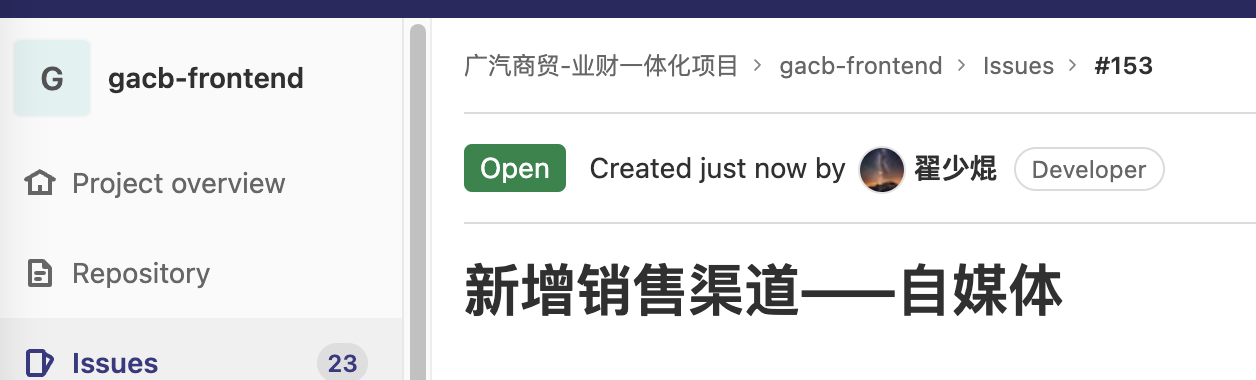 G gacb-frontend
Project overview
Repository
Issues 23
广汽商贸-业财一体化项目 > gacb-frontend > Issues > #153
Open Created just now by 翟少焜 Developer
新增销售渠道——自媒体